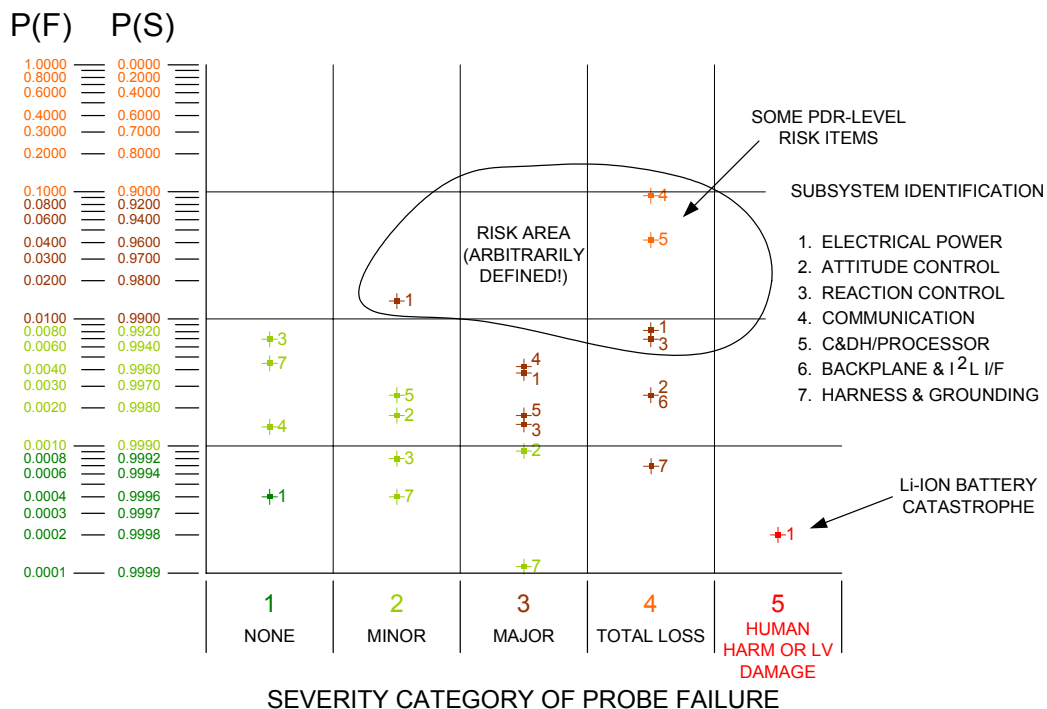 P(F) P(S)
1.0000 0.0000
0.8000 0.2000
0.6000 0.4000
0.4000 0.6000
0.3000 0.7000
0.2000 0.8000
0.1000 0.9000
0.0800 0.9200
0.0600 0.9400
0.0400 0.9600
0.0300 0.9700
0.0200 0.9800
0.0100 0.9900
0.0080 0.9920
0.0060 0.9940
0.0040 0.9960
0.0030 0.9970
0.0020 0.9980
0.0010 0.9990
0.0008 0.9992
0.0006 0.9994
0.0004 0.9996
0.0003 0.9997
0.0002 0.9998
0.0001 0.9999
3
7
4
1
1
5
2
3
7
4
1
5
3
2
7
4
5
1
3
2
6
7
1
RISK AREA
(ARBITRARILY
DEFINED!)
SOME PDR-LEVEL
RISK ITEMS
SUBSYSTEM IDENTIFICATION
1. ELECTRICAL POWER
2. ATTITUDE CONTROL
3. REACTION CONTROL
4. COMMUNICATION
5. C&DH/PROCESSOR
6. BACKPLANE & I²L I/F
7. HARNESS & GROUNDING
Li-ION BATTERY
CATASTROPHE
1
NONE
2
MINOR
3
MAJOR
4
TOTAL LOSS
5
HUMAN
HARM OR LV
DAMAGE
SEVERITY CATEGORY OF PROBE FAILURE